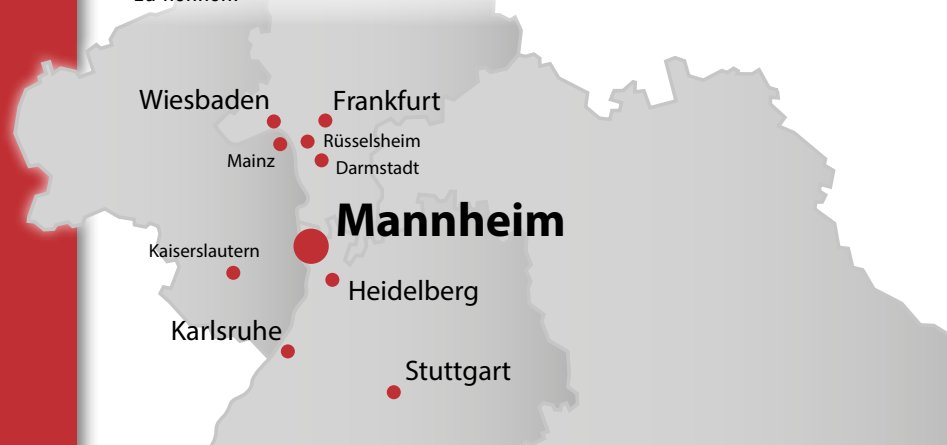 Wiesbaden
Frankfurt
Rüsselsheim
Mainz
Darmstadt
Mannheim
Kaiserslautern
Heidelberg
Karlsruhe
Stuttgart